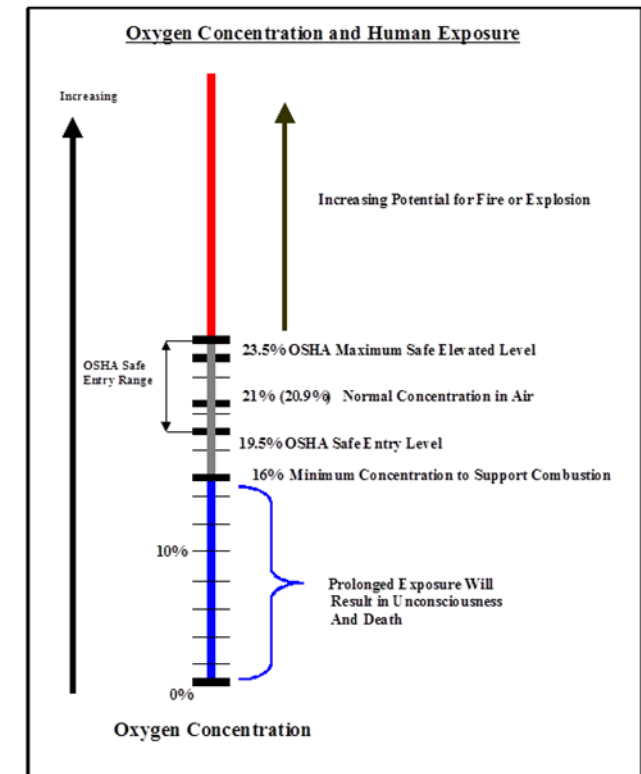 Oxygen Concentration and Human Exposure
Increasing
Increasing Potential for Fire or Explosion
23.5% OSHA Maximum Safe Elevated Level
OSHA Safe
Entry Range
21% (20.9%) Normal Concentration in Air
19.5% OSHA Safe Entry Level
16% Minimum Concentration to Support Combustion
10%
Prolonged Exposure Will
Result in Unconsciousness
And Death
0%
Oxygen Concentration